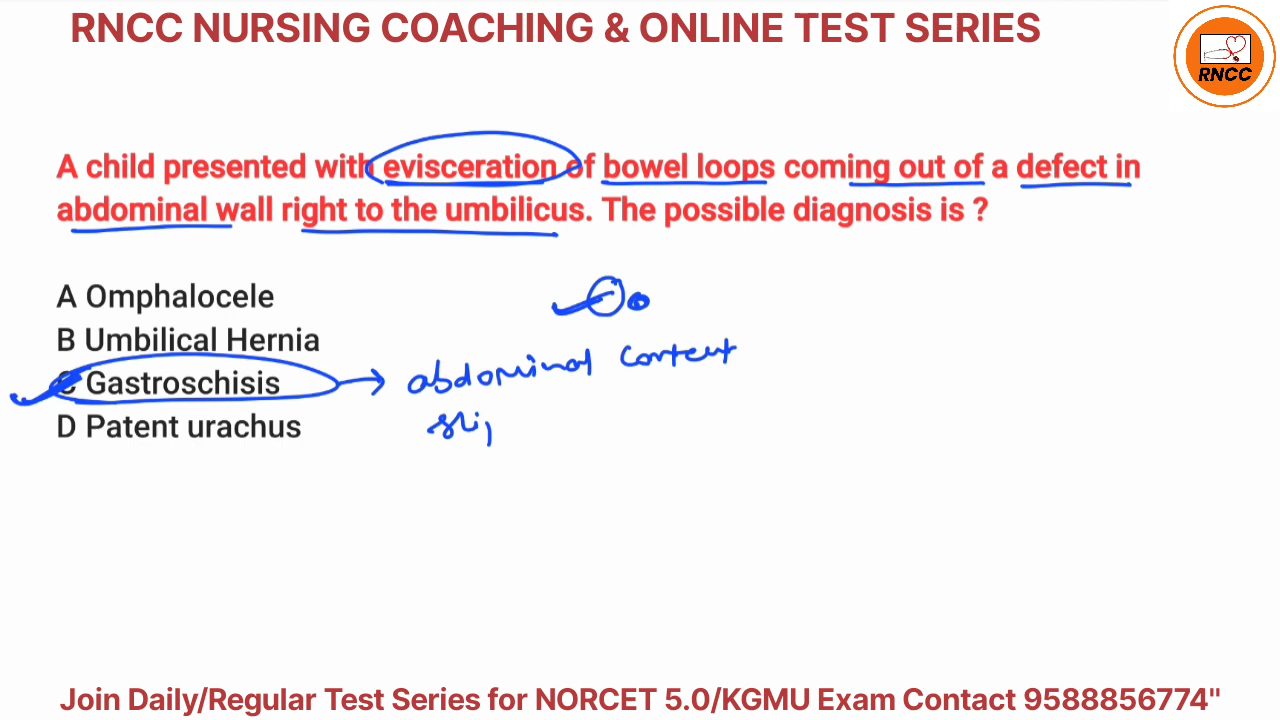 RNCC NURSING COACHING & ONLINE TEST SERIES
RNCC
A child presented with evisceration of bowel loops coming out of a defect in
abdominal wall right to the umbilicus. The possible diagnosis is ?
A Omphalocele
B Umbilical Hernia
C Gastroschisis
abdominal content
D Patent urachus
Join Daily/Regular Test Series for NORCET 5.0/KGMU Exam Contact 9588856774"